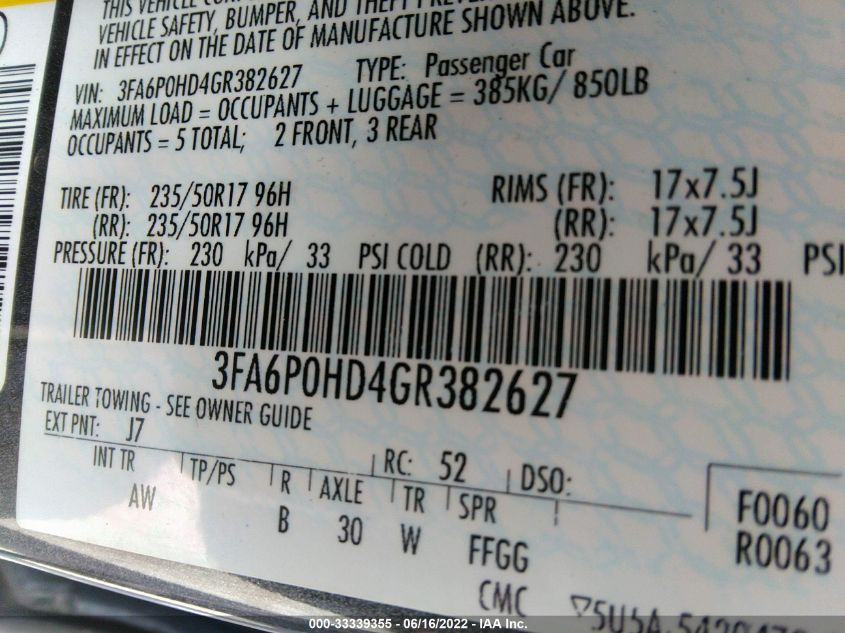 THIS VEHICLE
VEHICLE SAFETY, BUMPER, AND THEFT
IN EFFECT ON THE DATE OF MANUFACTURE SHOWN ABOVE.
VIN: 3FA6P0HD4GR382627 TYPE: Passenger Car
MAXIMUM LOAD = OCCUPANTS + LUGGAGE = 385KG/ 850LB
OCCUPANTS = 5 TOTAL; 2 FRONT, 3 REAR
TIRE (FR): 235/50R17 96H RIMS (FR): 17x7.5J
(RR): 235/50R17 96H (RR): 17x7.5J
PRESSURE (FR): 230 kPa/ 33 PSI COLD (RR): 230 kPa/ 33 PSI
3FA6P0HD4GR382627
TRAILER TOWING - SEE OWNER GUIDE
EXT PNT: J7 RC: 52 DSO:
INT TR TP/PS R AXLE TR SPR
AW B 30 W FFGG
F0060
R0063
CMC
000-33339355 - 06/16/2022 - IAA Inc.